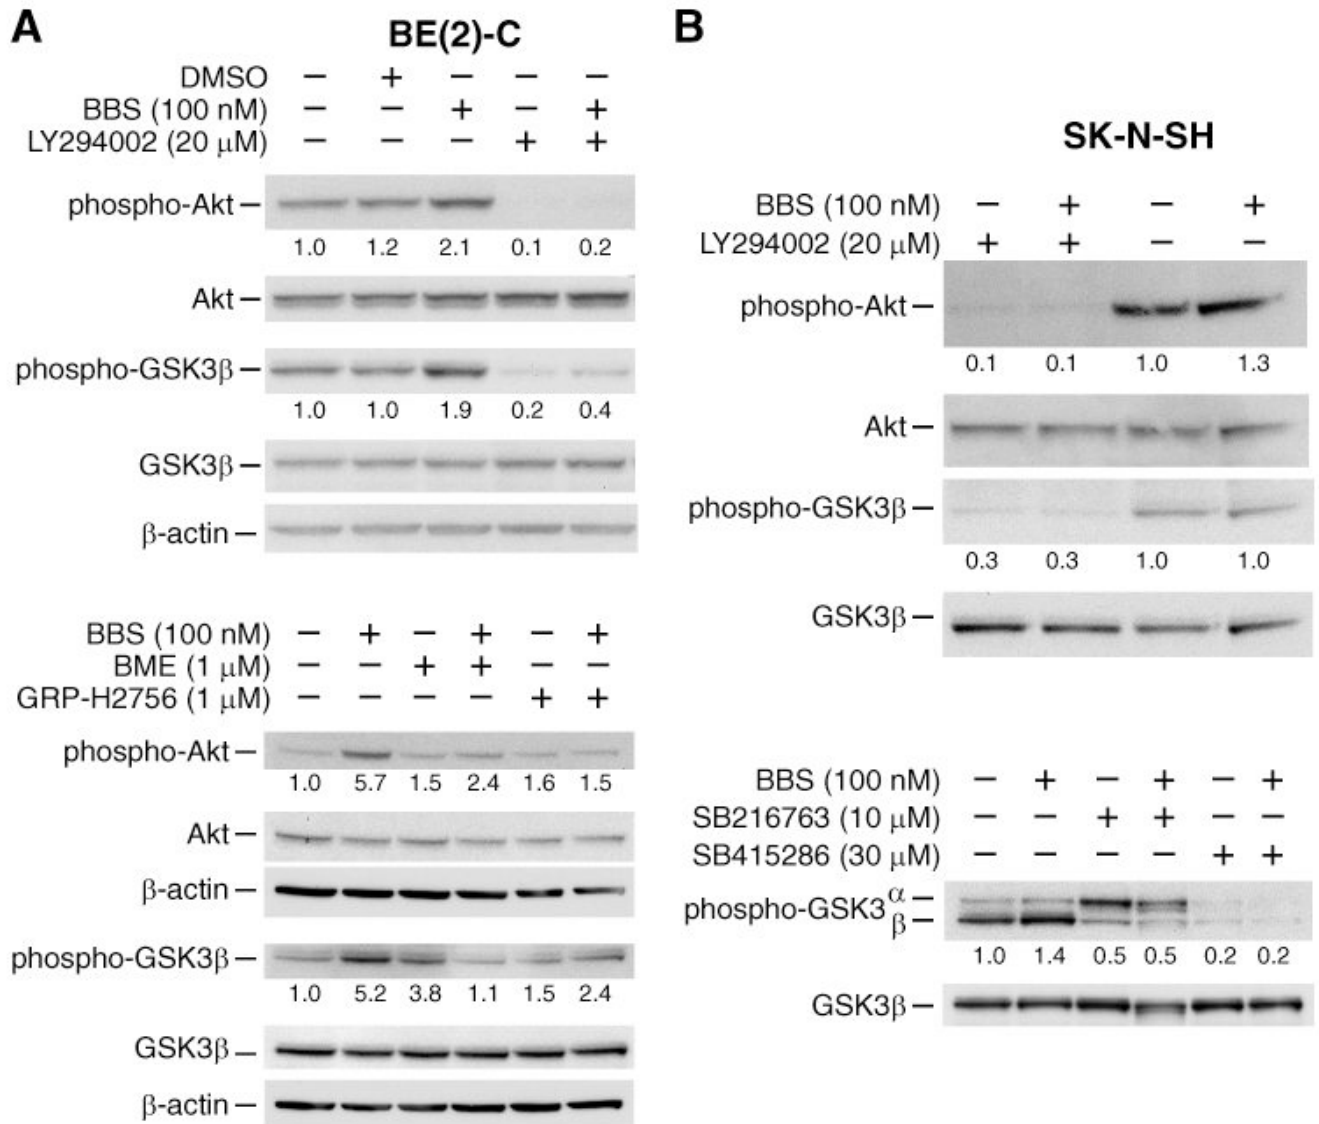 A
BE(2)-C
DMSO − + − − −
BBS (100 nM) − − + − +
LY294002 (20 μM) − − − + +
phospho-Akt
1.0 1.2 2.1 0.1 0.2
Akt
phospho-GSK3β
1.0 1.0 1.9 0.2 0.4
GSK3β
β-actin
BBS (100 nM) − + − + − +
BME (1 μM) − − + + − −
GRP-H2756 (1 μM) − − − − + +
phospho-Akt
1.0 5.7 1.5 2.4 1.6 1.5
Akt
β-actin
phospho-GSK3β
1.0 5.2 3.8 1.1 1.5 2.4
GSK3β
β-actin
B
SK-N-SH
BBS (100 nM) − + − +
LY294002 (20 μM) + + − −
phospho-Akt
0.1 0.1 1.0 1.3
Akt
phospho-GSK3β
0.3 0.3 1.0 1.0
GSK3β
BBS (100 nM) − + − + − +
SB216763 (10 μM) − − + + − −
SB415286 (30 μM) − − − − + +
phospho-GSK3 α
β
1.0 1.4 0.5 0.5 0.2 0.2
GSK3β